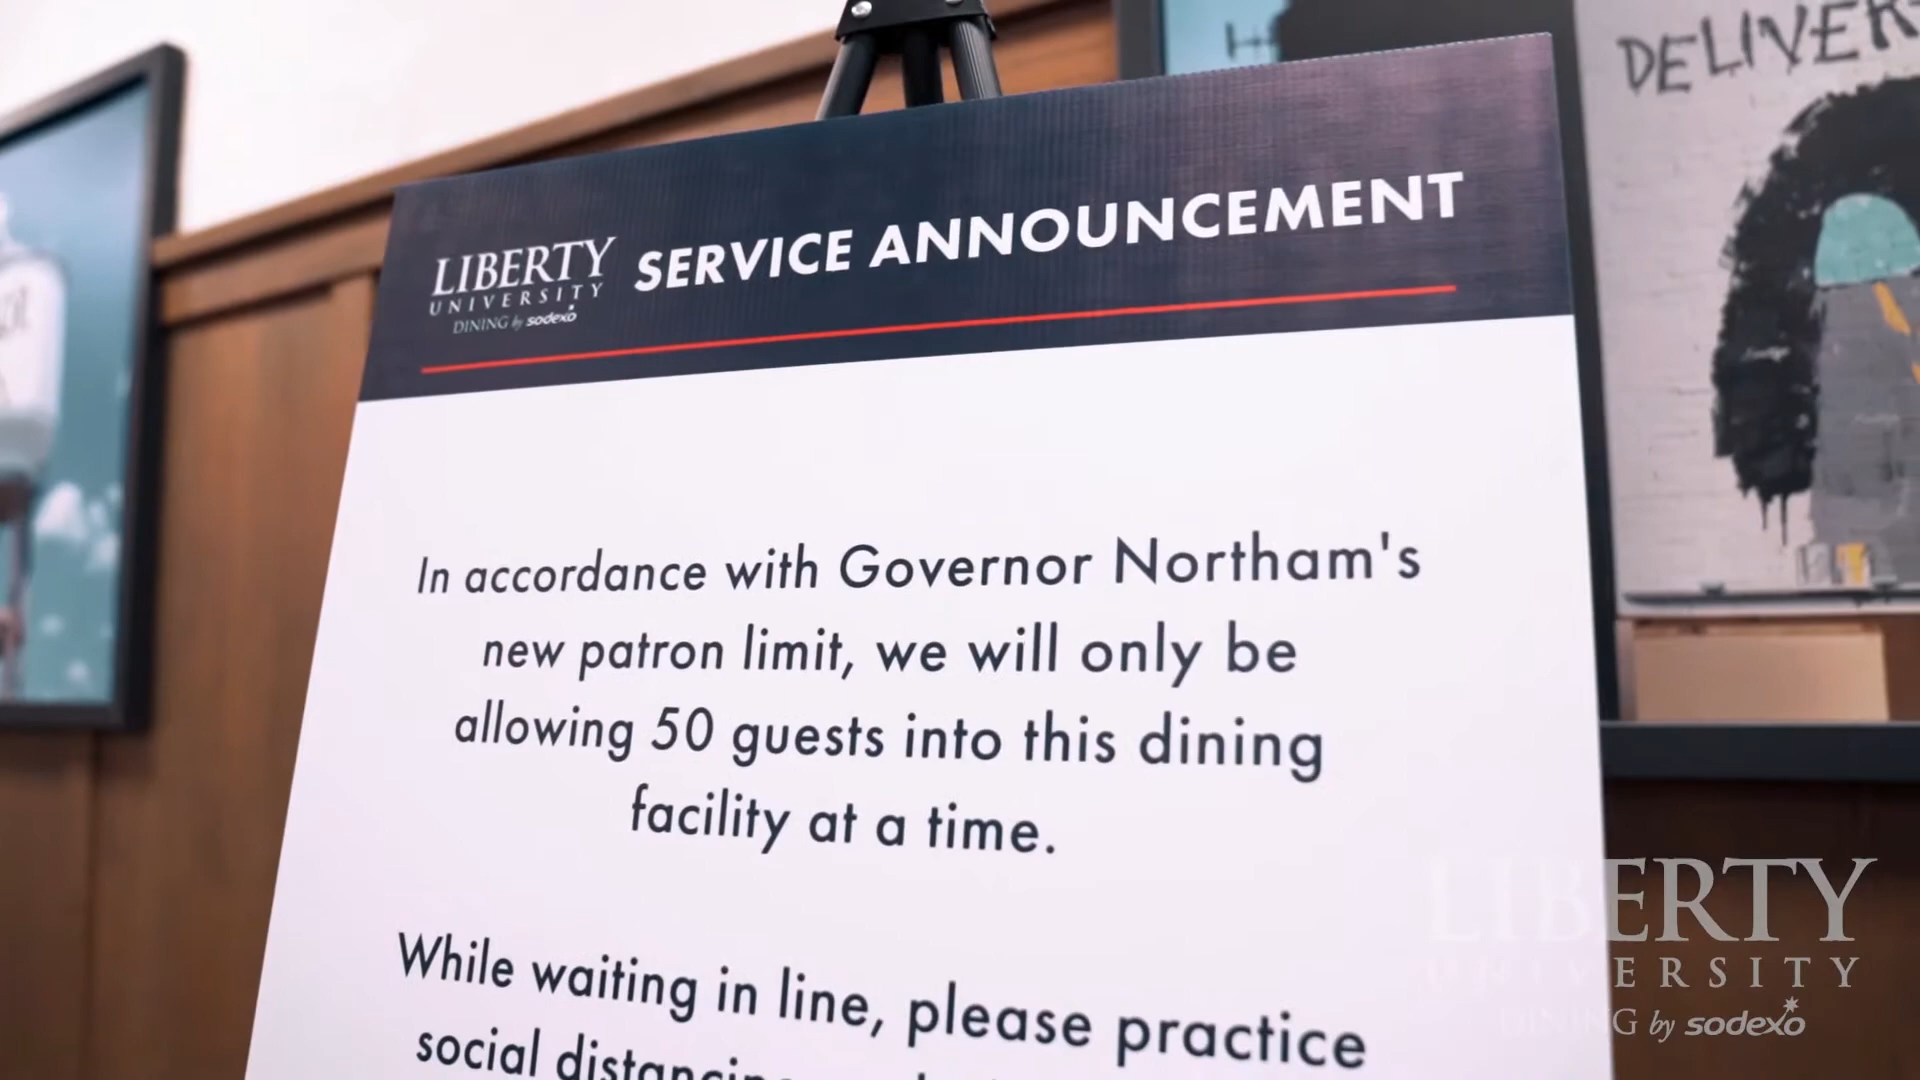 DELIVER
LIBERTY
UNIVERSITY
DINING by sodexo
SERVICE ANNOUNCEMENT
In accordance with Governor Northam's
new patron limit, we will only be
allowing 50 guests into this dining
facility at a time.
While waiting in line, please practice
social distancing
LIBERTY
UNIVERSITY
DINING by sodexo